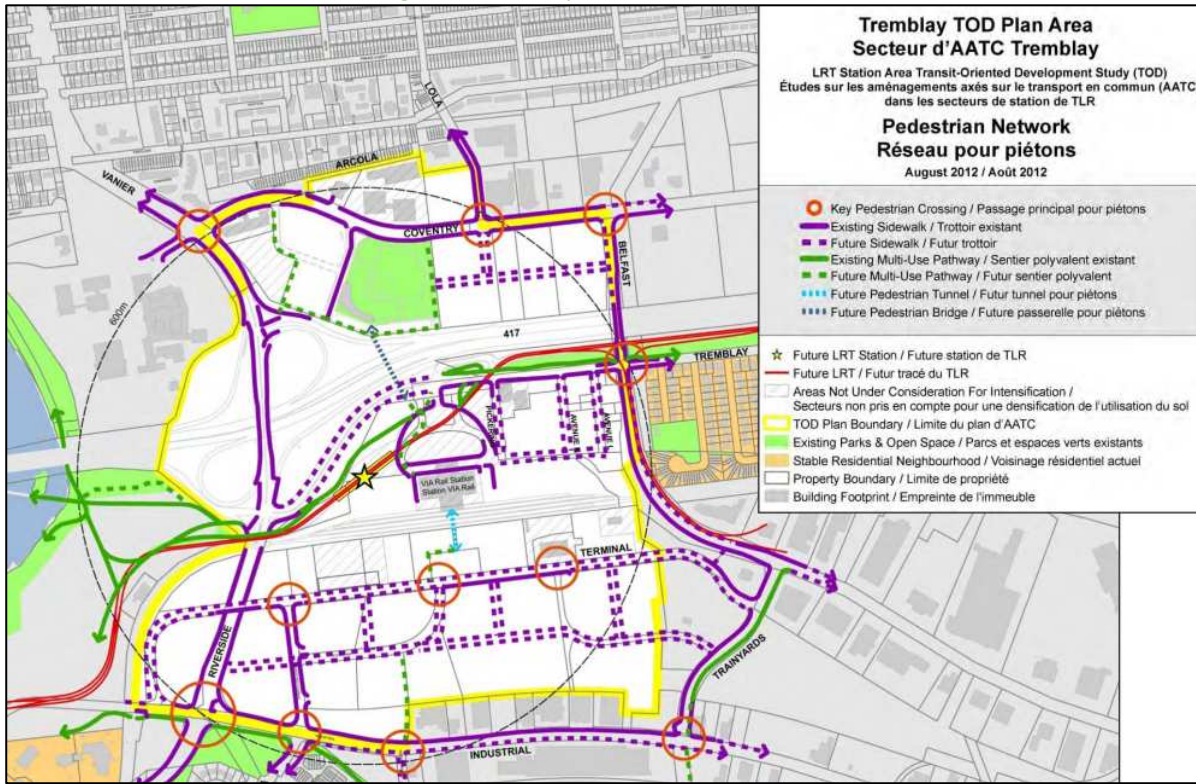 Tremblay TOD Plan Area
Secteur d'AATC Tremblay
LRT Station Area Transit-Oriented Development Study (TOD)
Études sur les aménagements axés sur le transport en commun (AATC)
dans les secteurs de station de TLR
Pedestrian Network
Réseau pour piétons
August 2012 / Août 2012
Key Pedestrian Crossing / Passage principal pour piétons
Existing Sidewalk / Trottoir existant
Future Sidewalk / Futur trottoir
Existing Multi-Use Pathway / Sentier polyvalent existant
Future Multi-Use Pathway / Futur sentier polyvalent
Future Pedestrian Tunnel / Futur tunnel pour piétons
Future Pedestrian Bridge / Future passerelle pour piétons
Future LRT Station / Future station de TLR
Future LRT / Futur tracé du TLR
Areas Not Under Consideration For Intensification /
Secteurs non pris en compte pour une densification de l'utilisation du sol
TOD Plan Boundary / Limite du plan d'AATC
Existing Parks & Open Space / Parcs et espaces verts existants
Stable Residential Neighbourhood / Voisinage résidentiel actuel
Property Boundary / Limite de propriété
Building Footprint / Empreinte de l'immeuble
LOLA
ARCOLA
VANIER
COVENTRY
BELFAST
600m
417
TREMBLAY
AVENUE K
AVENUE L
VIA Rail Station
Station VIA Rail
TERMINAL
RIVERSIDE
TRAINYARDS
INDUSTRIAL